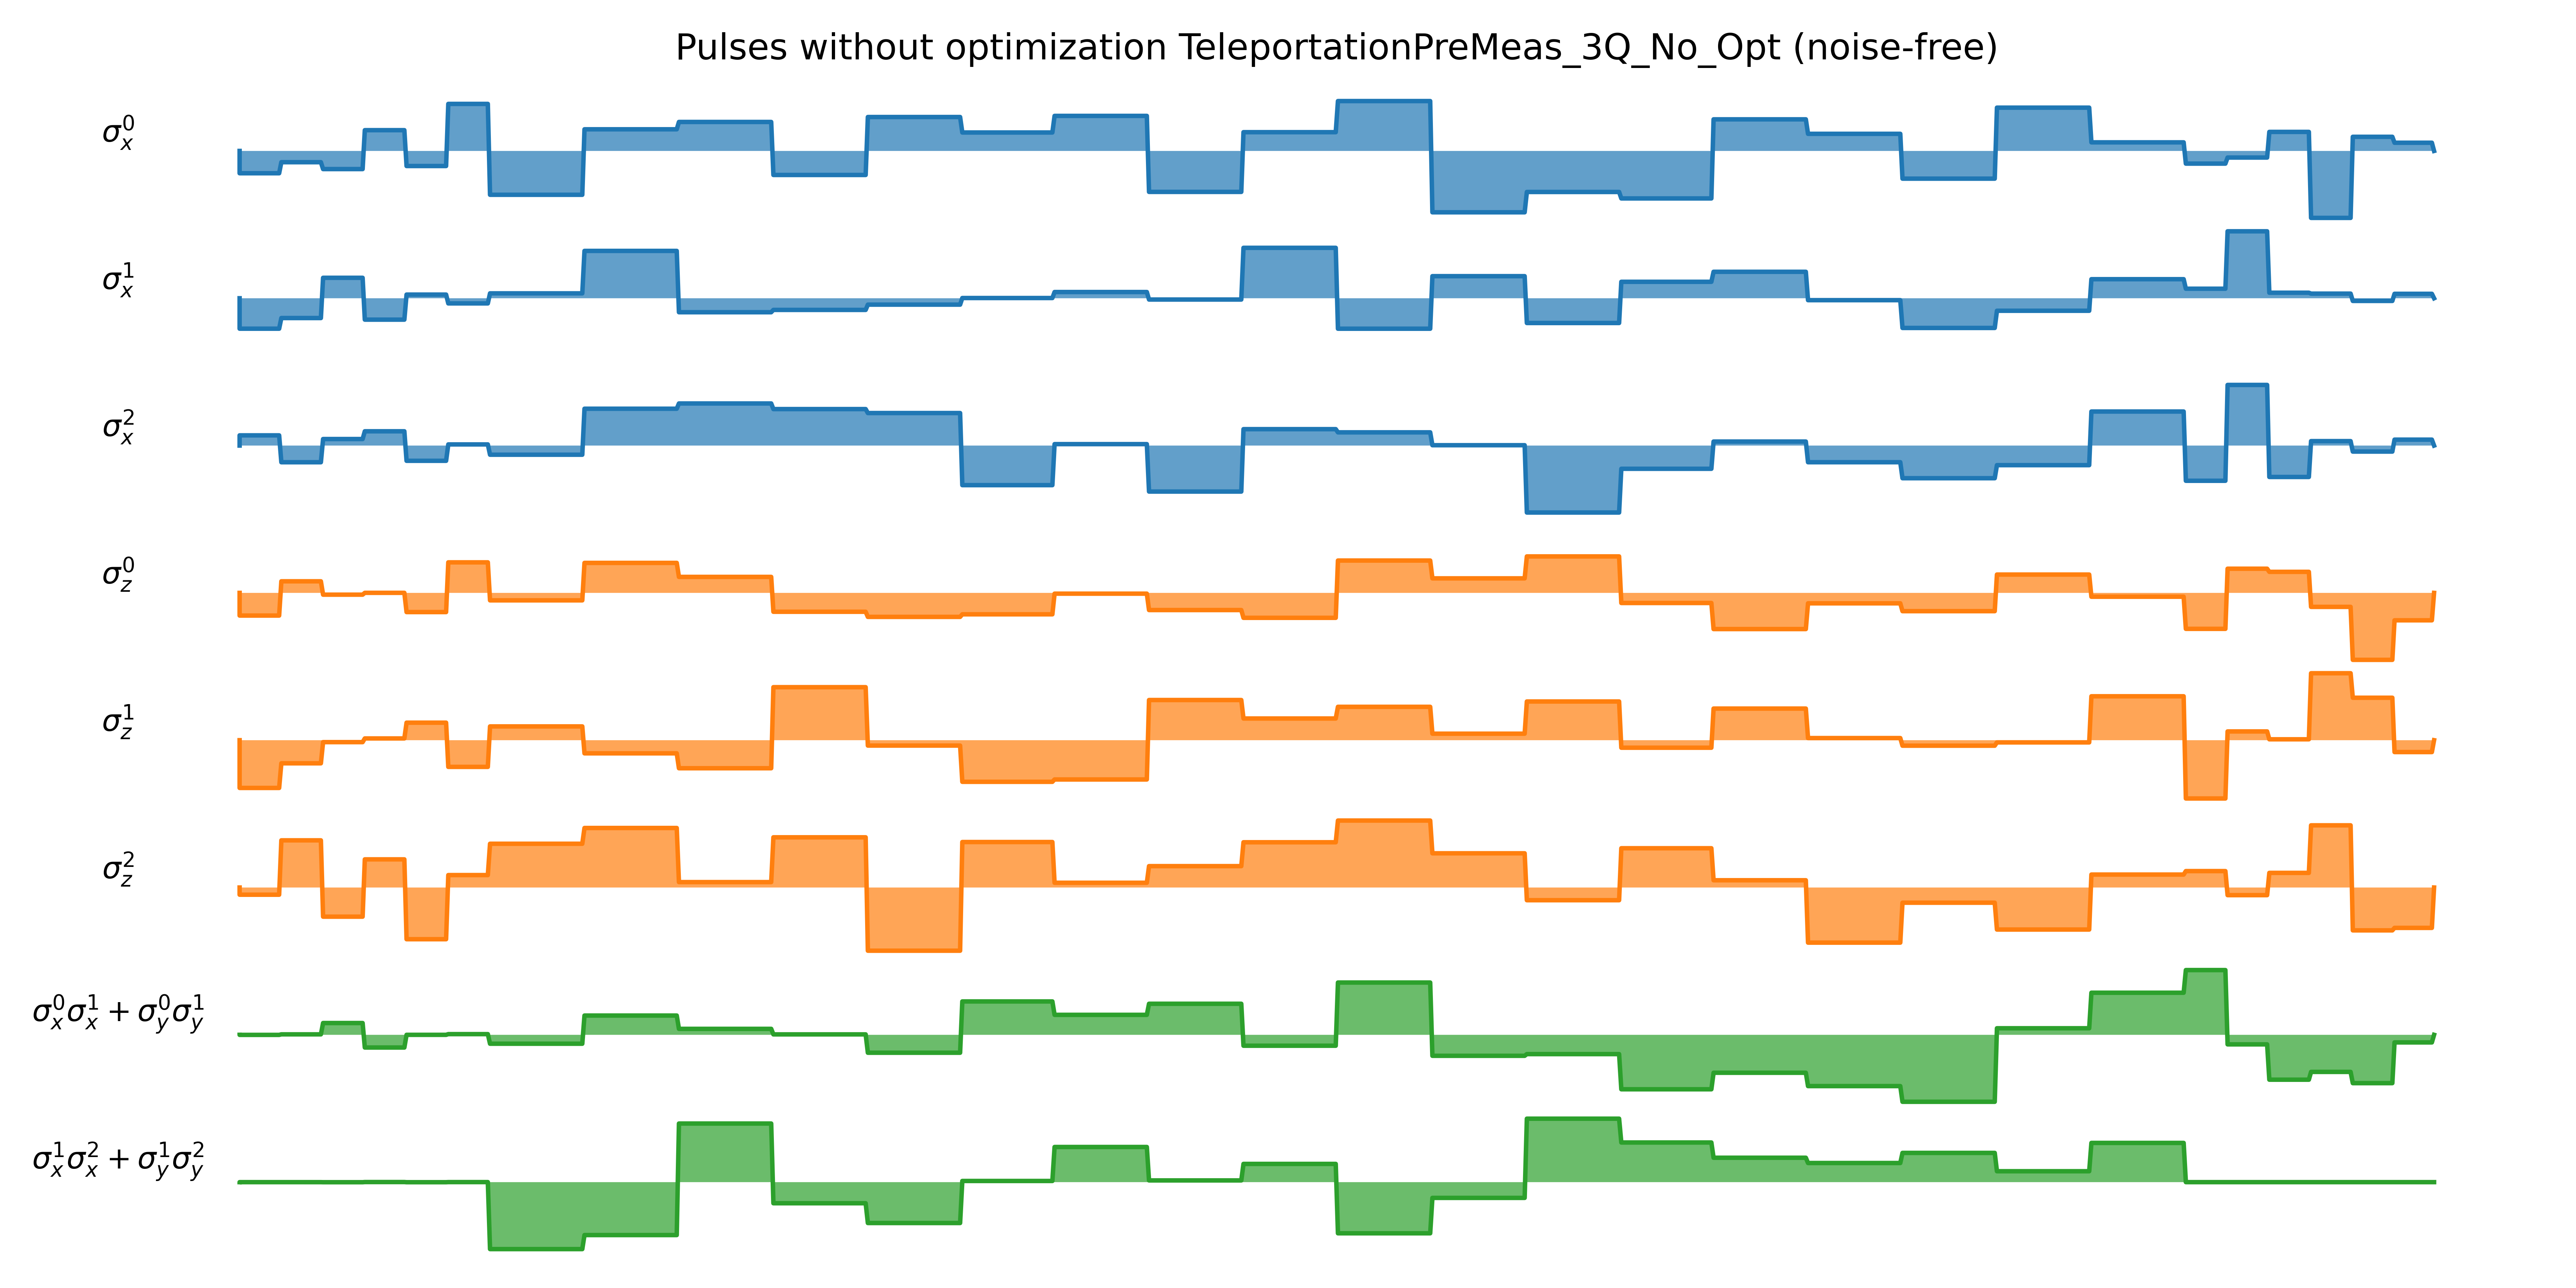 Pulses without optimization TeleportationPreMeas_3Q_No_Opt (noise-free)
σ_x^0
σ_x^1
σ_x^2
σ_z^0
σ_z^1
σ_z^2
σ_x^0σ_x^1 + σ_y^0σ_y^1
σ_x^1σ_x^2 + σ_y^1σ_y^2